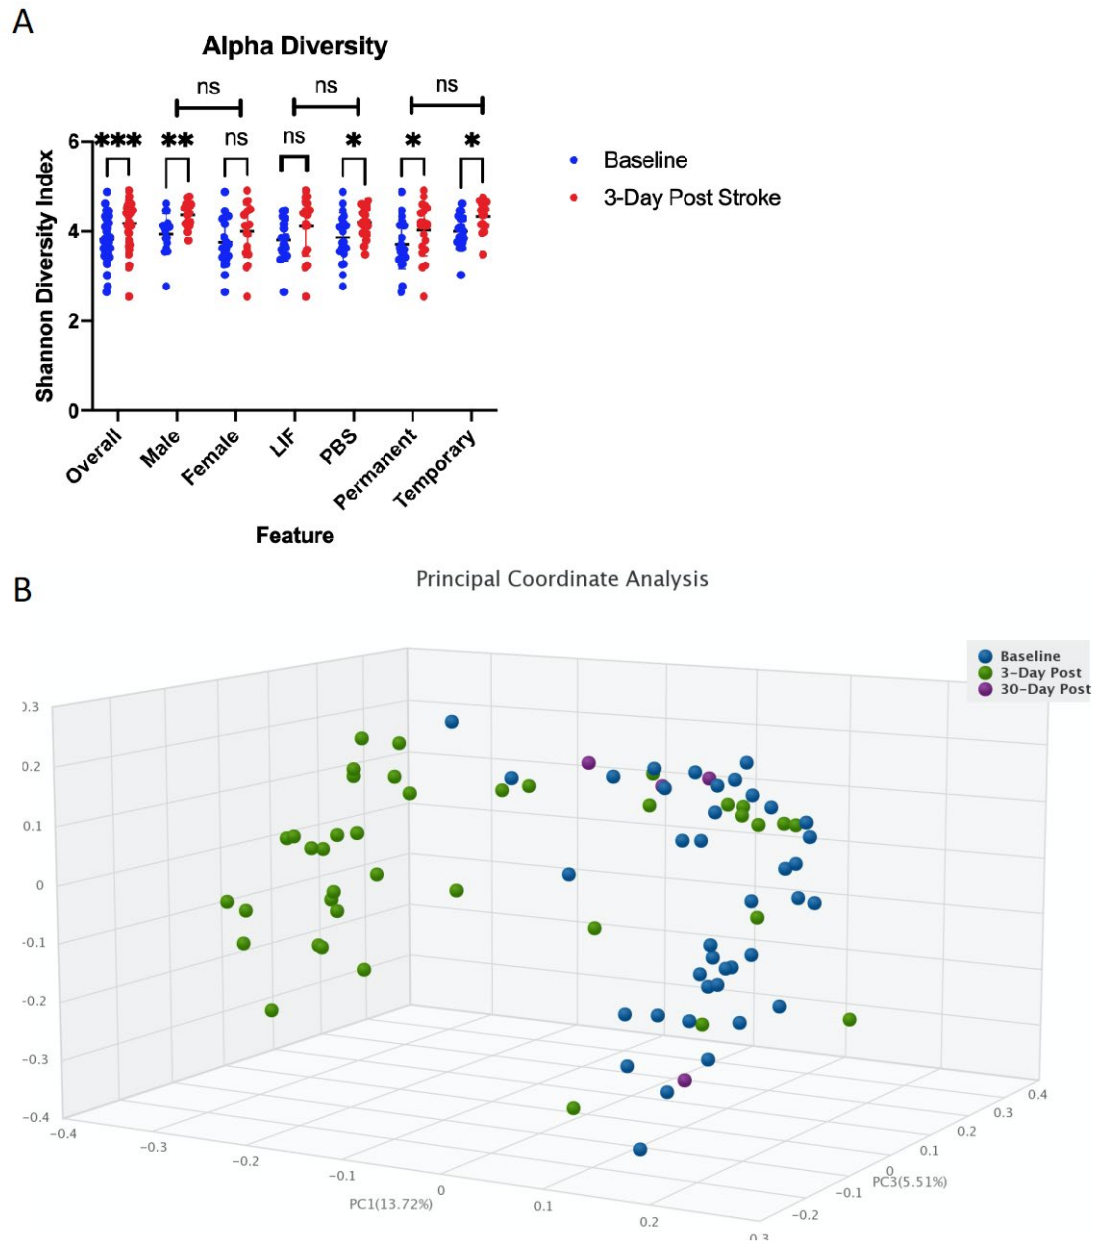 A
Alpha Diversity
ns
ns
ns
***
**
ns
ns
*
*
*
Shannon Diversity Index
6
4
2
0
Overall
Male
Female
LIF
PBS
Permanent
Temporary
Feature
Baseline
3-Day Post Stroke
B
Principal Coordinate Analysis
Baseline
3-Day Post
30-Day Post
0.3
0.2
0.1
0
-0.1
-0.2
-0.3
-0.4
-0.4
-0.3
-0.2
-0.1
0
0.1
0.2
0.3
PC1(13.72%)
-0.2
-0.1
0
0.1
0.2
0.3
0.4
PC3(5.51%)